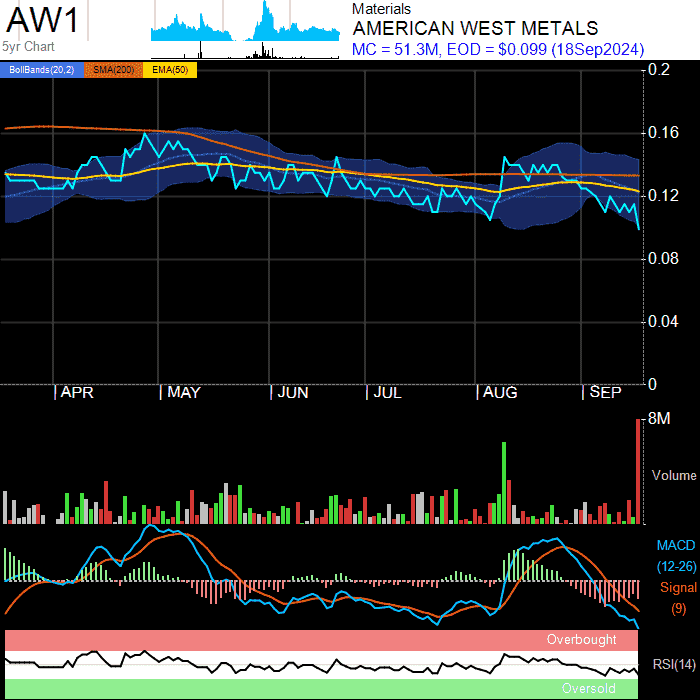 AW1
5yr Chart
Materials
AMERICAN WEST METALS
MC = 51.3M, EOD = $0.099 (18Sep2024)
BollBands(20,2) SMA(200) EMA(50)
0.2
0.16
0.12
0.08
0.04
0
APR MAY JUN JUL AUG SEP
8M
Volume
MACD
(12-26)
Signal
(9)
Overbought
RSI(14)
Oversold